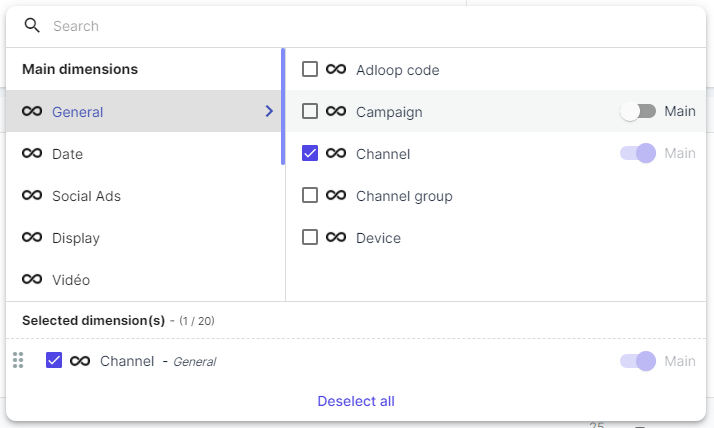 Search
Main dimensions
General
Date
Social Ads
Display
Vidéo
Adloop code
Campaign Main
Channel Main
Channel group
Device
Selected dimension(s) - (1 / 20)
Channel - General Main
Deselect all
25